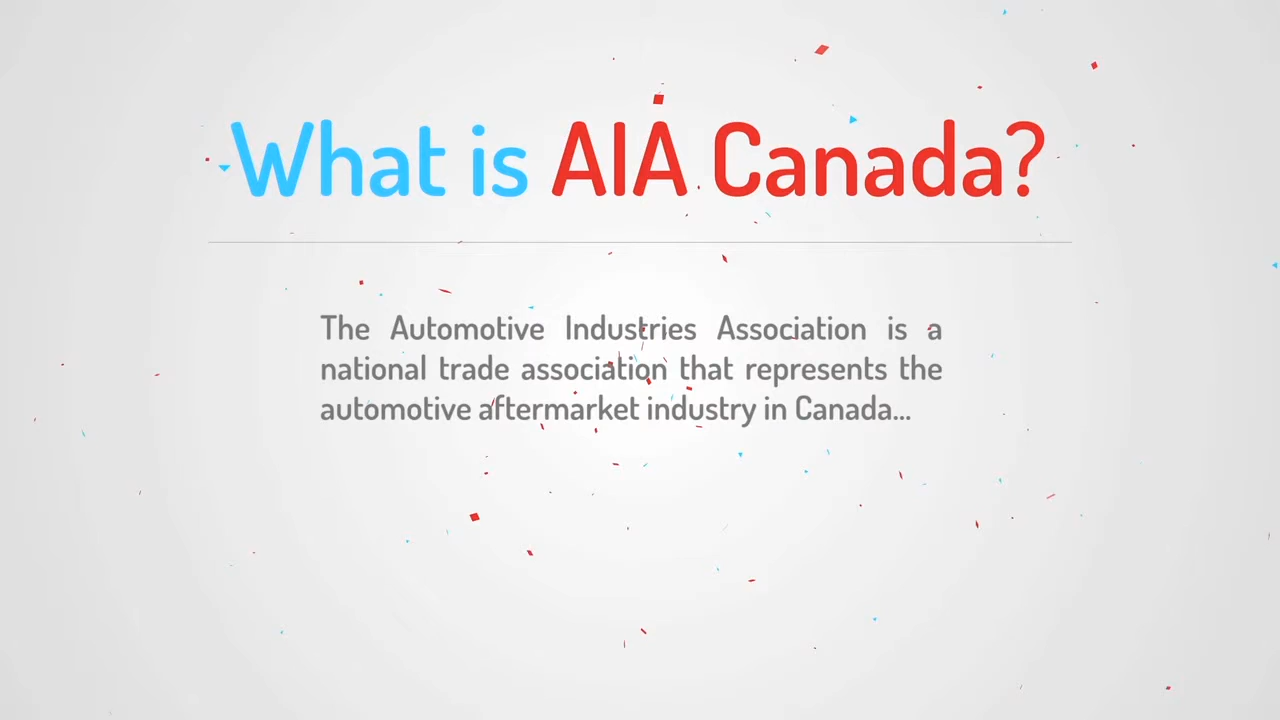 What is AIA Canada?
The Automotive Industries Association is a
national trade association that represents the
automotive aftermarket industry in Canada...